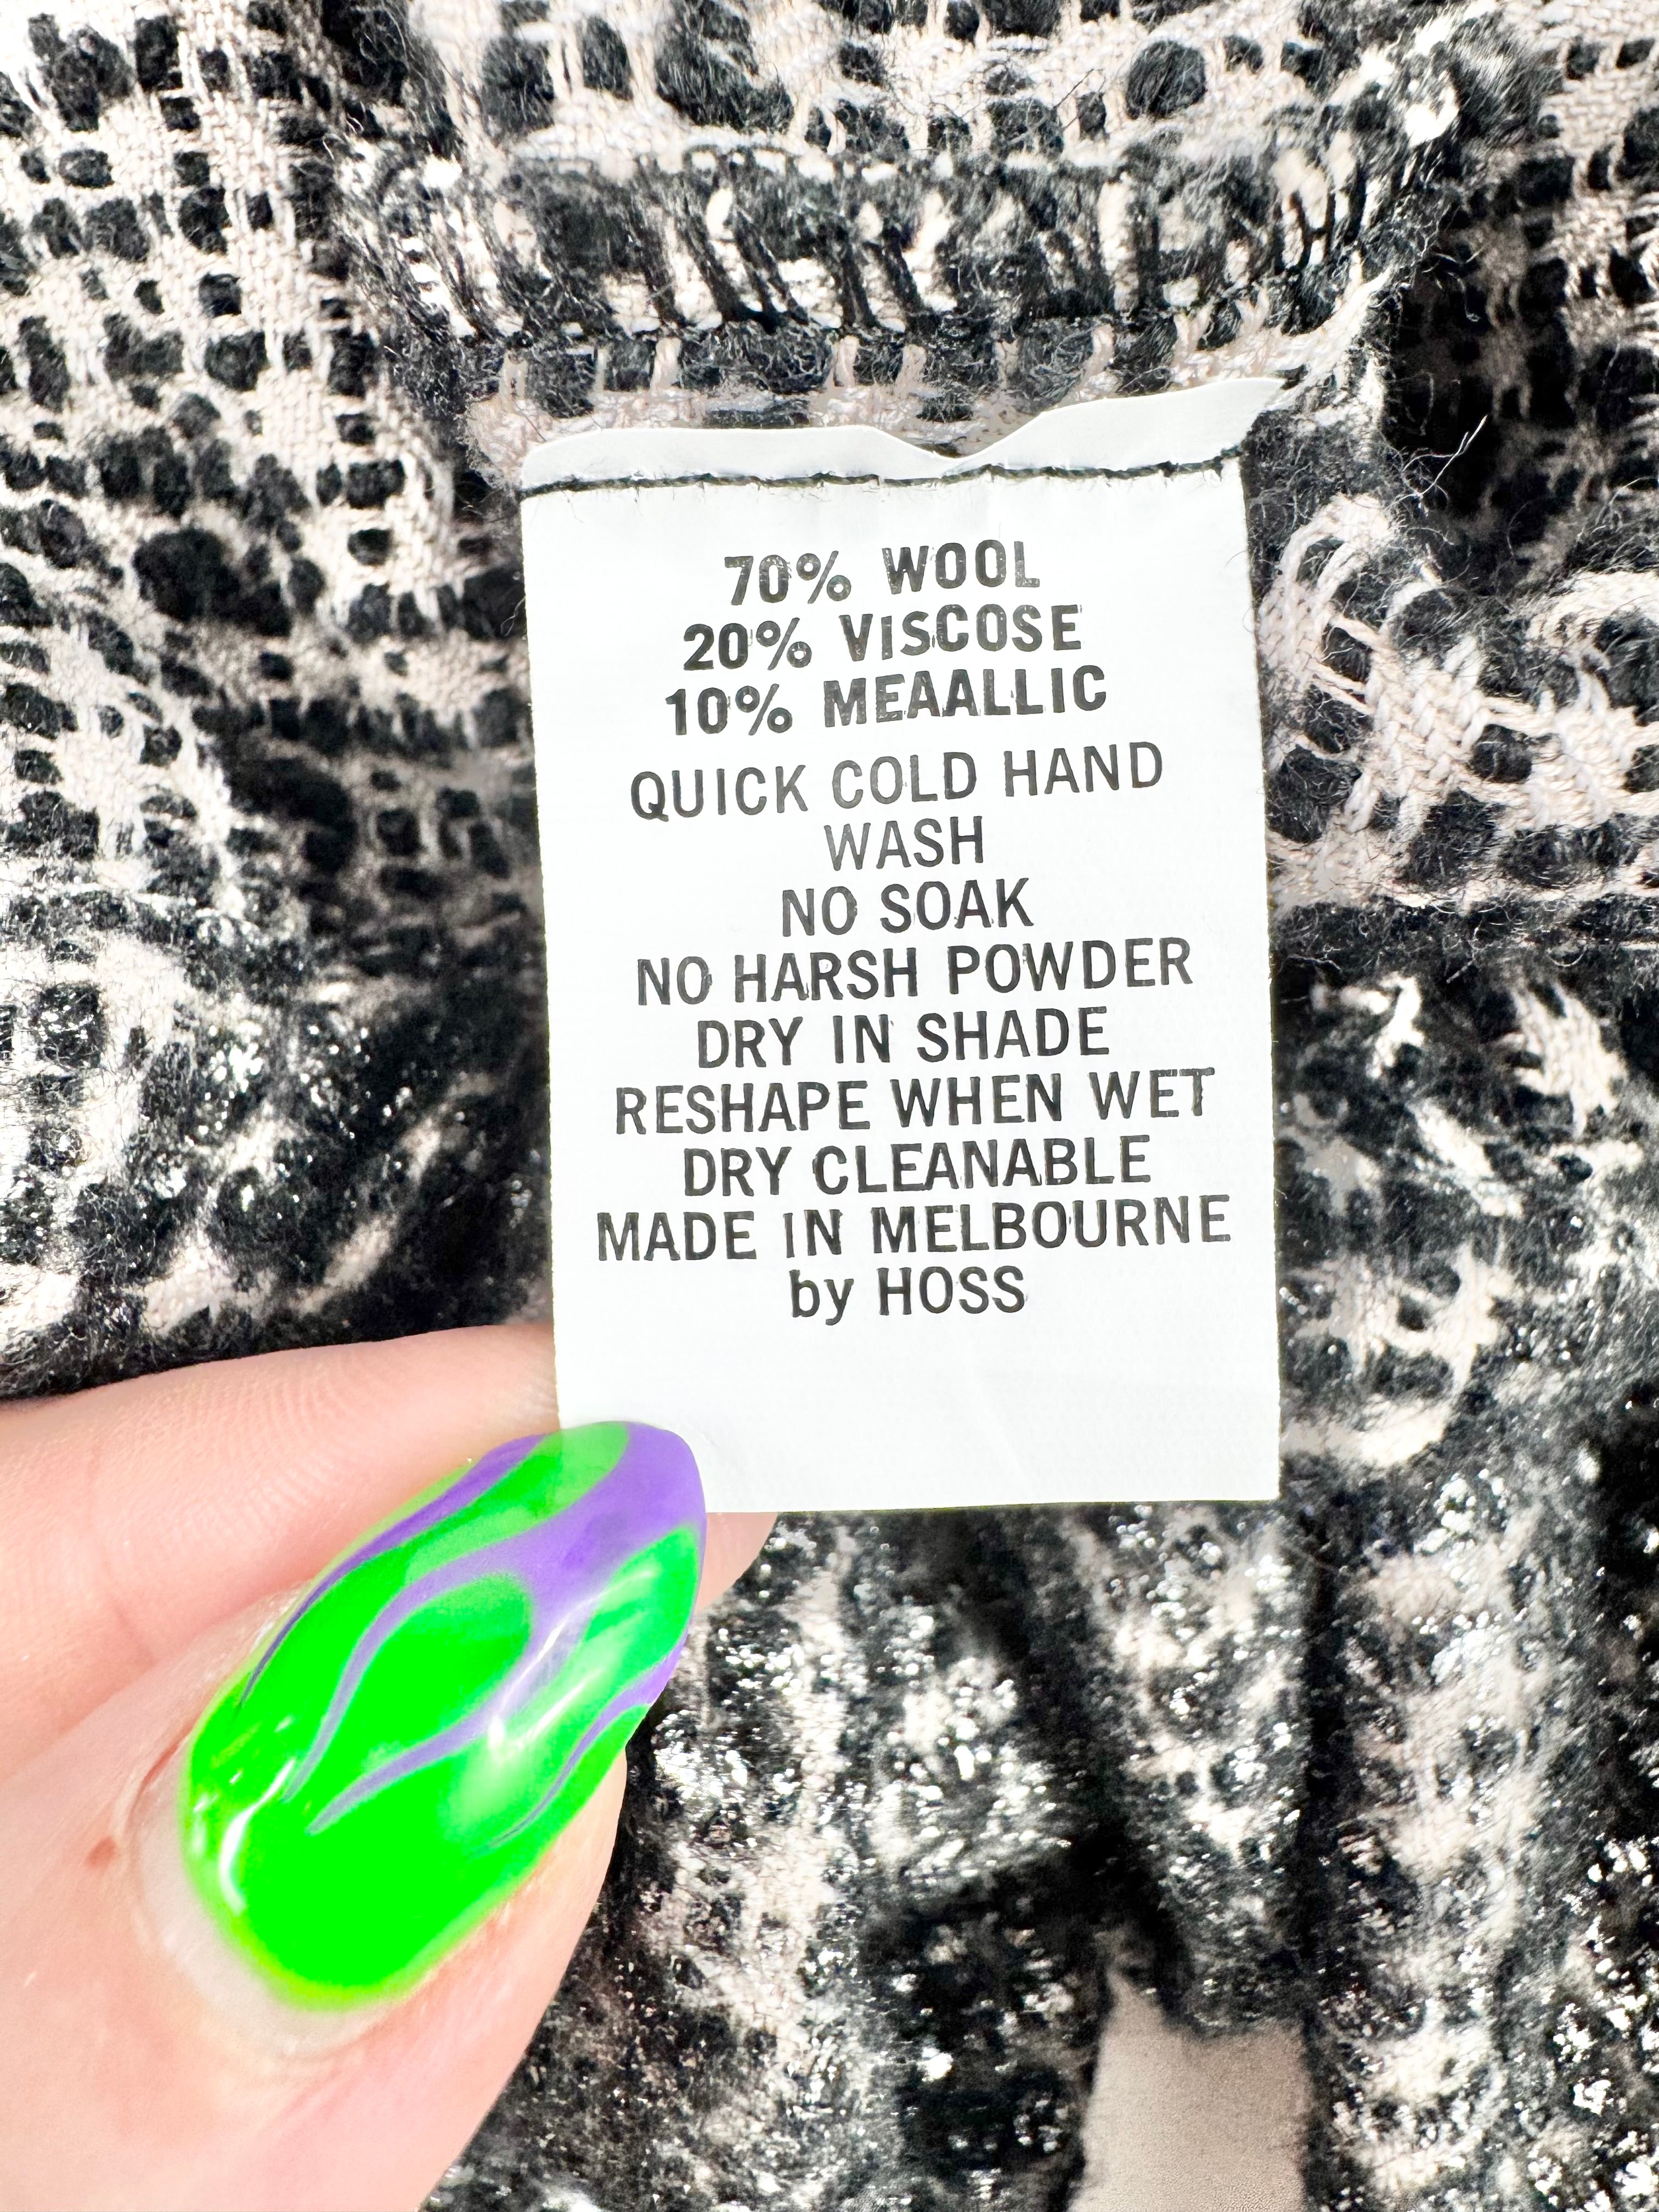 70% WOOL
20% VISCOSE
10% MEAALLIC
QUICK COLD HAND
WASH
NO SOAK
NO HARSH POWDER
DRY IN SHADE
RESHAPE WHEN WET
DRY CLEANABLE
MADE IN MELBOURNE
by HOSS